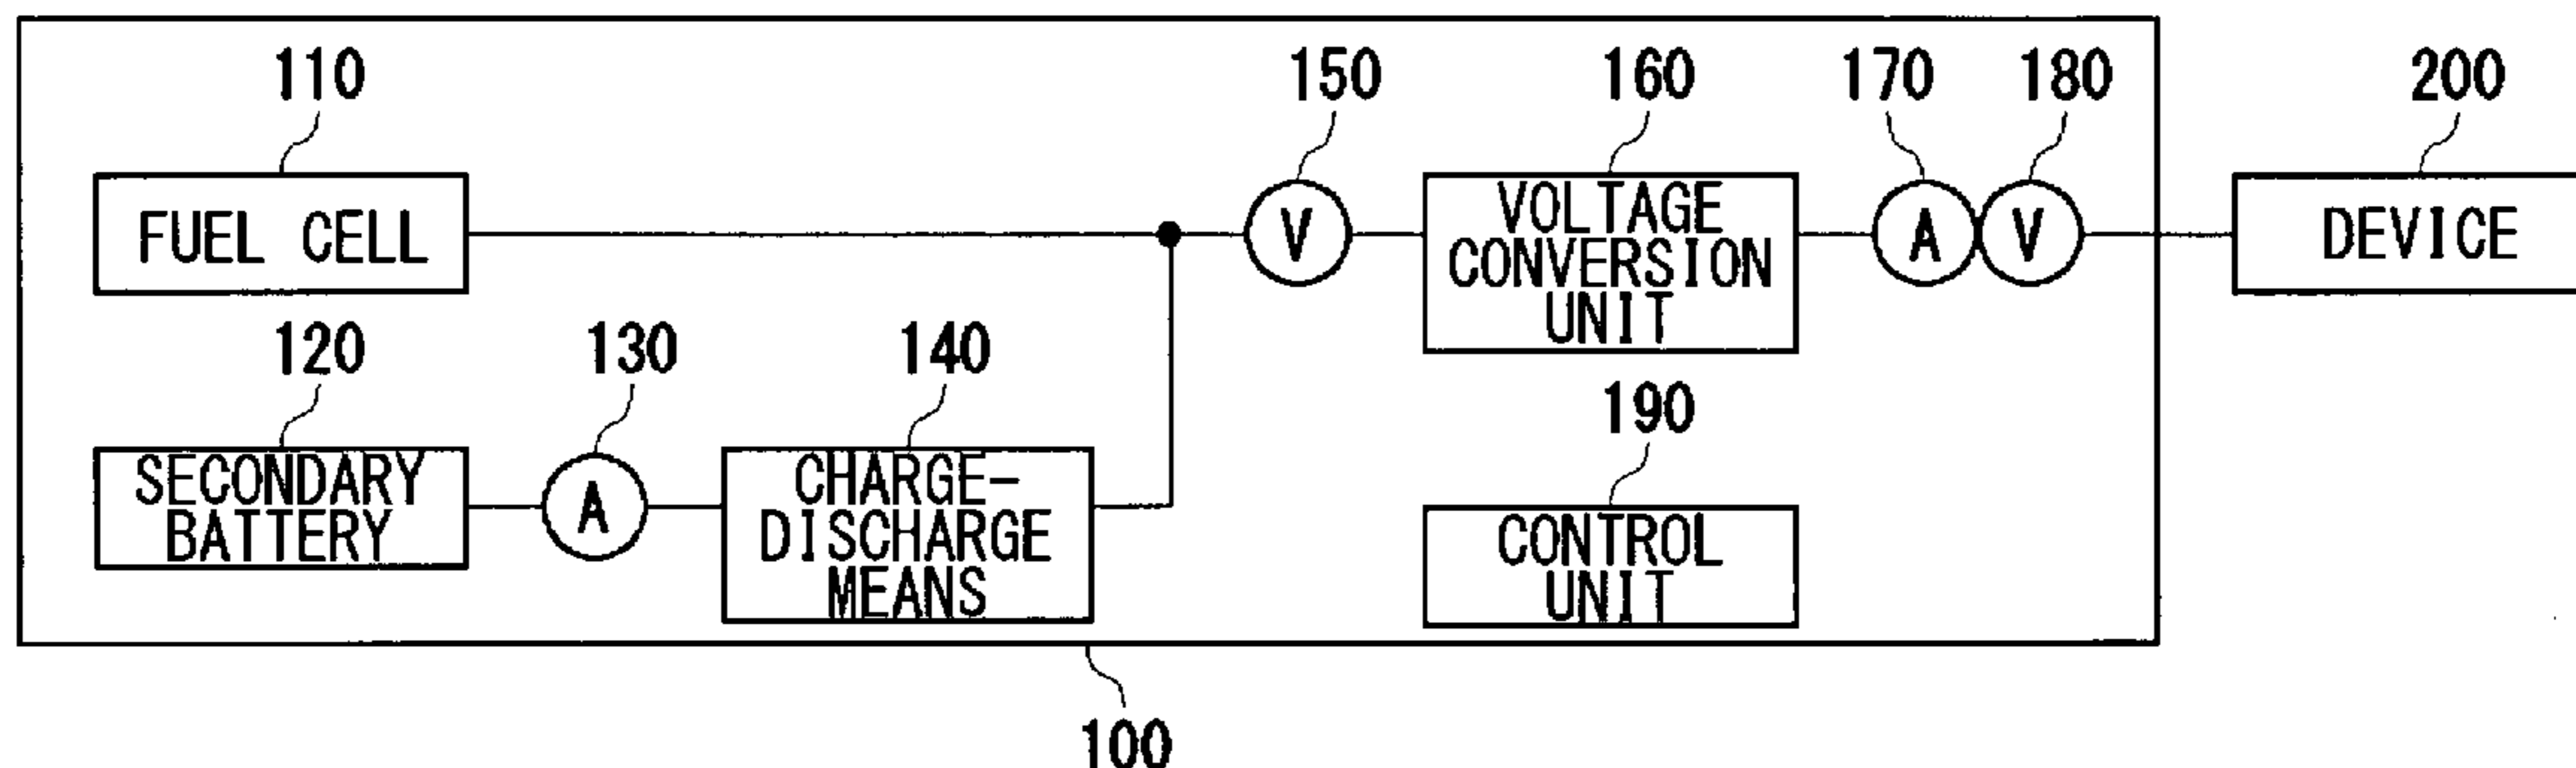 110
150
160
170
180
200
FUEL CELL
V
VOLTAGE
CONVERSION
UNIT
A
V
DEVICE
120
130
140
190
SECONDARY
BATTERY
A
CHARGE-
DISCHARGE
MEANS
CONTROL
UNIT
100